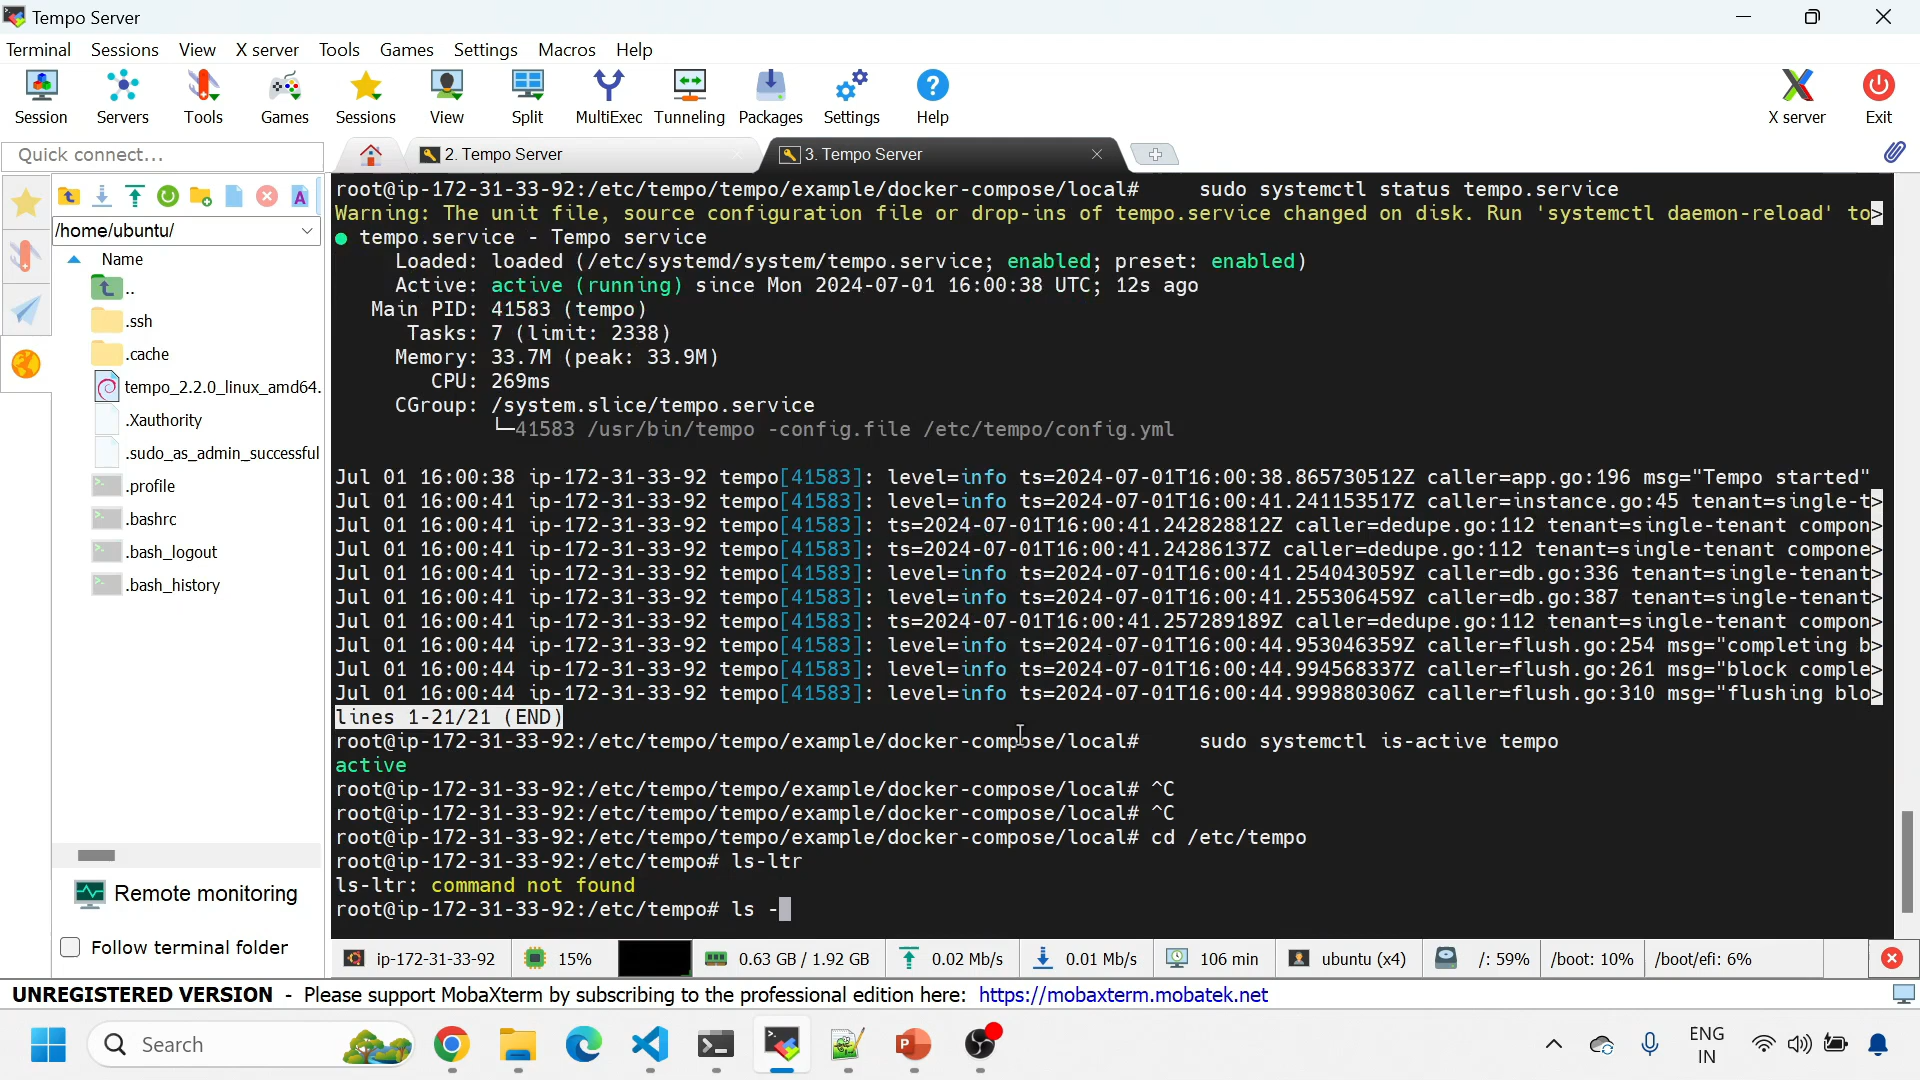 Tempo Server
Terminal Sessions View X server Tools Games Settings Macros Help
Session Servers Tools Games Sessions View Split MultiExec Tunneling Packages Settings Help X server Exit
Quick connect...
2. Tempo Server
3. Tempo Server
/home/ubuntu/
Name
..
.ssh
.cache
tempo_2.2.0_linux_amd64.
.Xauthority
.sudo_as_admin_successful
.profile
.bashrc
.bash_logout
.bash_history
Remote monitoring
Follow terminal folder
root@ip-172-31-33-92:/etc/tempo/tempo/example/docker-compose/local#     sudo systemctl status tempo.service
Warning: The unit file, source configuration file or drop-ins of tempo.service changed on disk. Run 'systemctl daemon-reload' to>
● tempo.service - Tempo service
Loaded: loaded (/etc/systemd/system/tempo.service; enabled; preset: enabled)
Active: active (running) since Mon 2024-07-01 16:00:38 UTC; 12s ago
Main PID: 41583 (tempo)
Tasks: 7 (limit: 2338)
Memory: 33.7M (peak: 33.9M)
CPU: 269ms
CGroup: /system.slice/tempo.service
└─41583 /usr/bin/tempo -config.file /etc/tempo/config.yml
Jul 01 16:00:38 ip-172-31-33-92 tempo[41583]: level=info ts=2024-07-01T16:00:38.865730512Z caller=app.go:196 msg="Tempo started"
Jul 01 16:00:41 ip-172-31-33-92 tempo[41583]: level=info ts=2024-07-01T16:00:41.241153517Z caller=instance.go:45 tenant=single-t>
Jul 01 16:00:41 ip-172-31-33-92 tempo[41583]: ts=2024-07-01T16:00:41.242828812Z caller=dedupe.go:112 tenant=single-tenant compon>
Jul 01 16:00:41 ip-172-31-33-92 tempo[41583]: ts=2024-07-01T16:00:41.24286137Z caller=dedupe.go:112 tenant=single-tenant compone>
Jul 01 16:00:41 ip-172-31-33-92 tempo[41583]: level=info ts=2024-07-01T16:00:41.254043059Z caller=db.go:336 tenant=single-tenant>
Jul 01 16:00:41 ip-172-31-33-92 tempo[41583]: level=info ts=2024-07-01T16:00:41.255306459Z caller=db.go:387 tenant=single-tenant>
Jul 01 16:00:41 ip-172-31-33-92 tempo[41583]: ts=2024-07-01T16:00:41.257289189Z caller=dedupe.go:112 tenant=single-tenant compon>
Jul 01 16:00:44 ip-172-31-33-92 tempo[41583]: level=info ts=2024-07-01T16:00:44.953046359Z caller=flush.go:254 msg="completing b>
Jul 01 16:00:44 ip-172-31-33-92 tempo[41583]: level=info ts=2024-07-01T16:00:44.994568337Z caller=flush.go:261 msg="block comple>
Jul 01 16:00:44 ip-172-31-33-92 tempo[41583]: level=info ts=2024-07-01T16:00:44.999880306Z caller=flush.go:310 msg="flushing blo>
lines 1-21/21 (END)
root@ip-172-31-33-92:/etc/tempo/tempo/example/docker-compose/local#     sudo systemctl is-active tempo
active
root@ip-172-31-33-92:/etc/tempo/tempo/example/docker-compose/local# ^C
root@ip-172-31-33-92:/etc/tempo/tempo/example/docker-compose/local# ^C
root@ip-172-31-33-92:/etc/tempo/tempo/example/docker-compose/local# cd /etc/tempo
root@ip-172-31-33-92:/etc/tempo# ls-ltr
ls-ltr: command not found
root@ip-172-31-33-92:/etc/tempo# ls -
ip-172-31-33-92 15% 0.63 GB / 1.92 GB 0.02 Mb/s 0.01 Mb/s 106 min ubuntu (x4) /: 59% /boot: 10% /boot/efi: 6%
UNREGISTERED VERSION - Please support MobaXterm by subscribing to the professional edition here: https://mobaxterm.mobatek.net
Search
ENG
IN